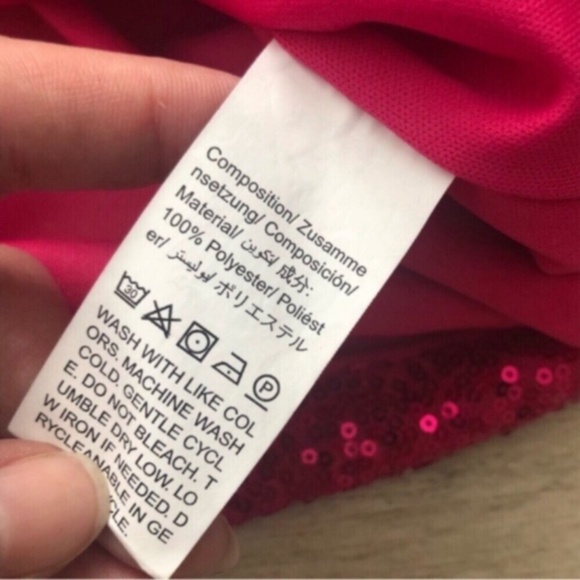 Composition/ Zusamme
nsetzung/ Composición/
Material/ تكوين/ 成分:
100% Polyester/ Poliést
er/ بوليستر/ ポリエステル
30 P
WASH WITH LIKE COL
ORS. MACHINE WASH
COLD, GENTLE CYCL
E. DO NOT BLEACH. T
UMBLE DRY LOW. LO
W IRON IF NEEDED. D
RYCLEANABLE IN GE
CLE.